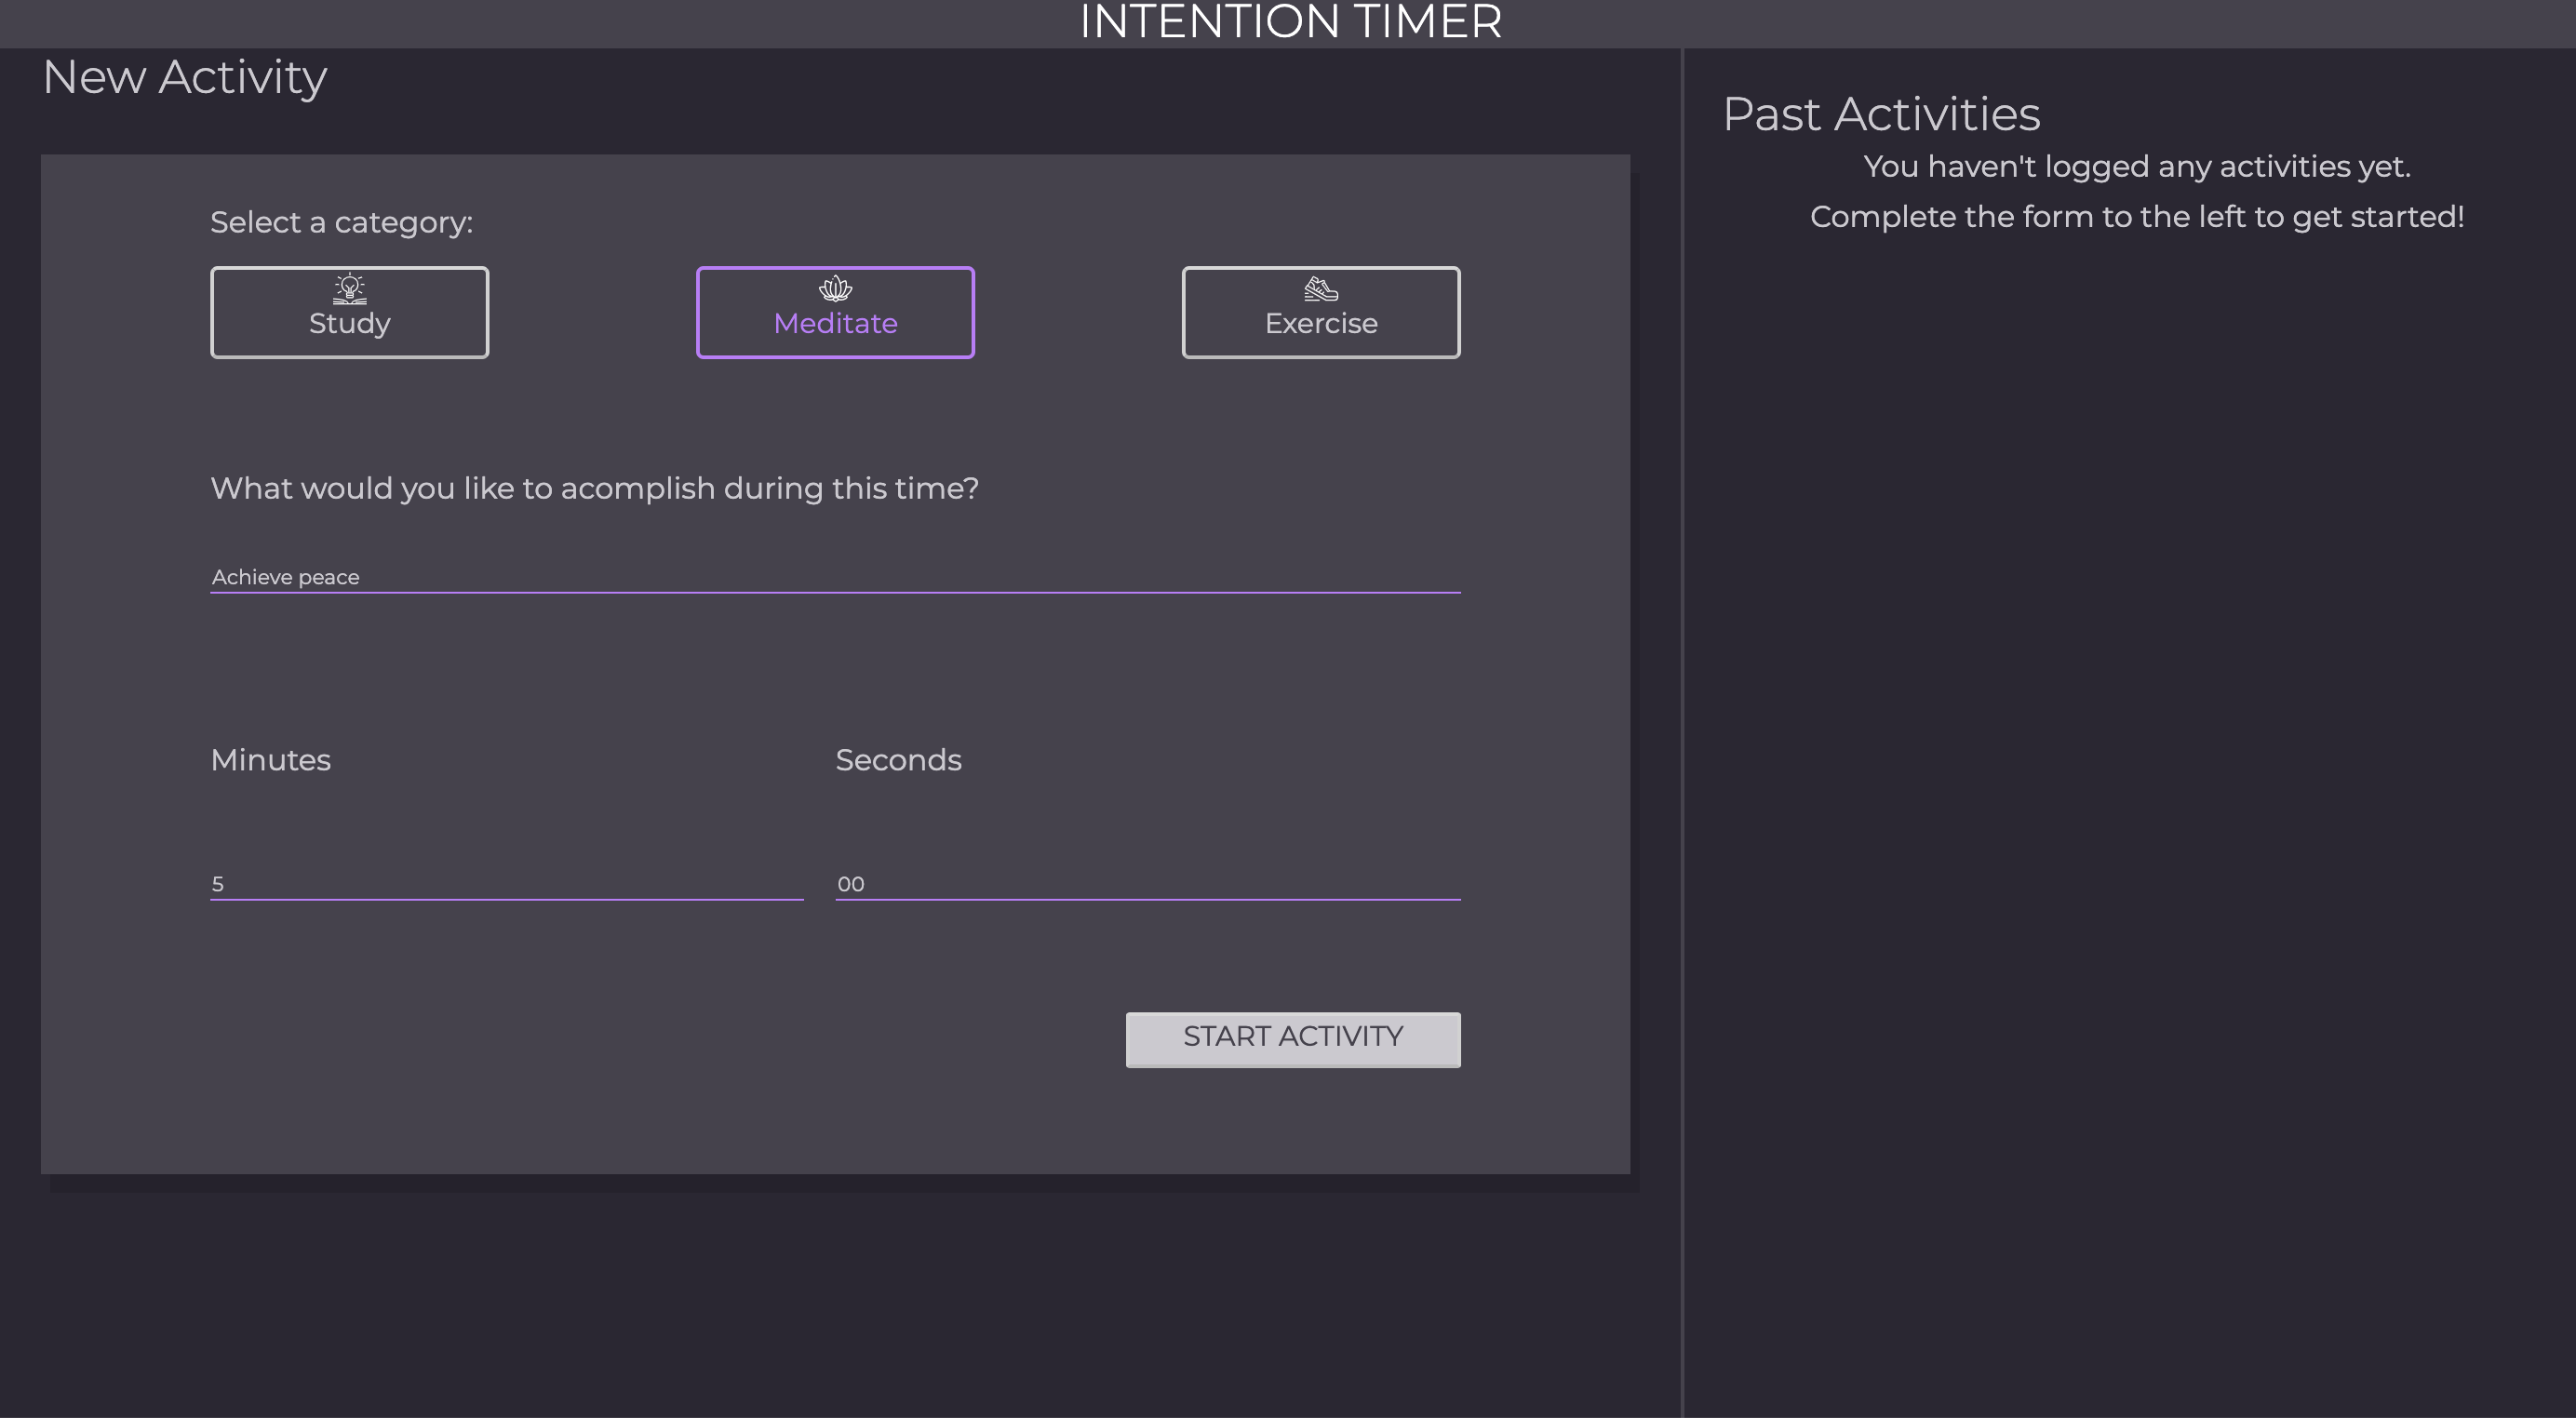 INTENTION TIMER
New Activity
Select a category:
Study
Meditate
Exercise
What would you like to acomplish during this time?
Achieve peace
Minutes
Seconds
5
00
START ACTIVITY
Past Activities
You haven't logged any activities yet.
Complete the form to the left to get started!